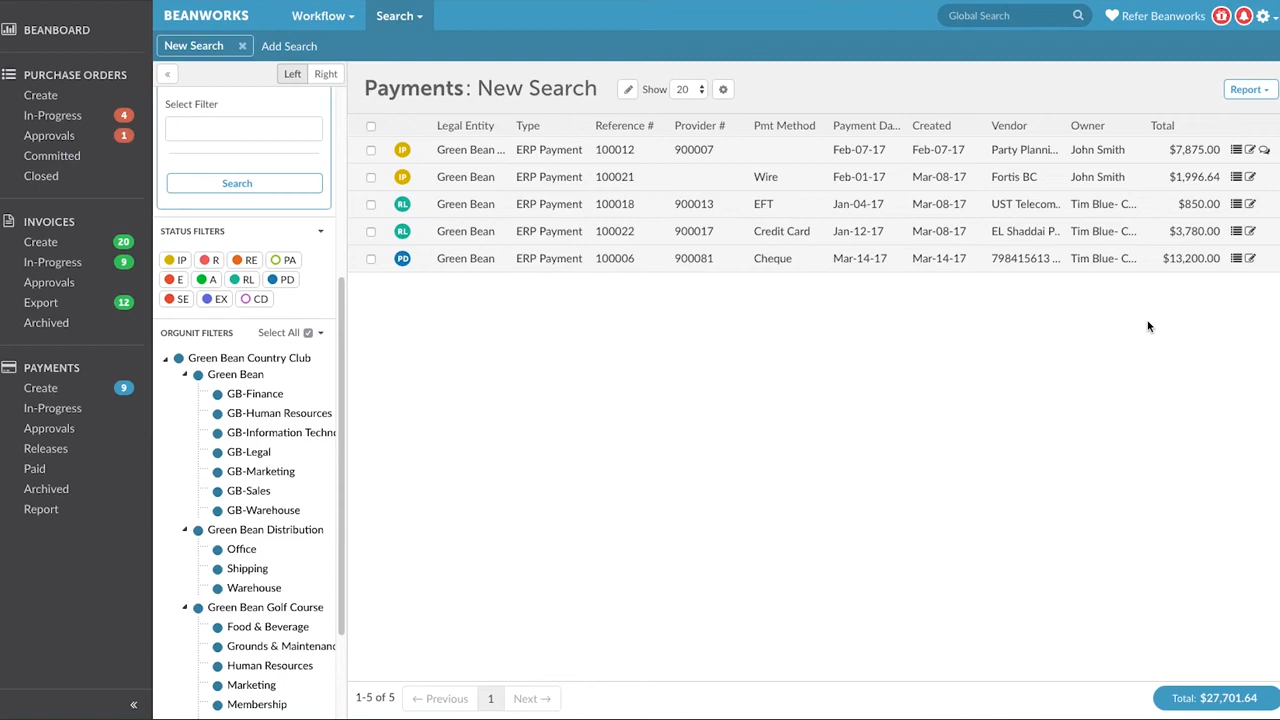 BEANBOARD
PURCHASE ORDERS
Create
In-Progress 4
Approvals 1
Committed
Closed
INVOICES
Create 20
In-Progress 9
Approvals
Export 12
Archived
PAYMENTS
Create 9
In-Progress
Approvals
Releases
Paid
Archived
Report
«
BEANWORKS Workflow Search Global Search Refer Beanworks
New Search × Add Search
« Left Right
Select Filter
Search
STATUS FILTERS
IP R RE PA
E A RL PD
SE EX CD
ORGUNIT FILTERS Select All
Green Bean Country Club
Green Bean
GB-Finance
GB-Human Resources
GB-Information Techn
GB-Legal
GB-Marketing
GB-Sales
GB-Warehouse
Green Bean Distribution
Office
Shipping
Warehouse
Green Bean Golf Course
Food & Beverage
Grounds & Maintenanc
Human Resources
Marketing
Membership
Payments: New Search Show 20 Report
Legal Entity Type Reference # Provider # Pmt Method Payment Da... Created Vendor Owner Total
IP Green Bean ... ERP Payment 100012 900007 Feb-07-17 Feb-07-17 Party Planni... John Smith $7,875.00
IP Green Bean ERP Payment 100021 Wire Feb-01-17 Mar-08-17 Fortis BC John Smith $1,996.64
RL Green Bean ERP Payment 100018 900013 EFT Jan-04-17 Mar-08-17 UST Telecom.. Tim Blue- C... $850.00
RL Green Bean ERP Payment 100022 900017 Credit Card Jan-12-17 Mar-08-17 EL Shaddai P.. Tim Blue- C... $3,780.00
PD Green Bean ERP Payment 100006 900081 Cheque Mar-14-17 Mar-14-17 798415613 ... Tim Blue- C... $13,200.00
1-5 of 5 ← Previous 1 Next → Total: $27,701.64